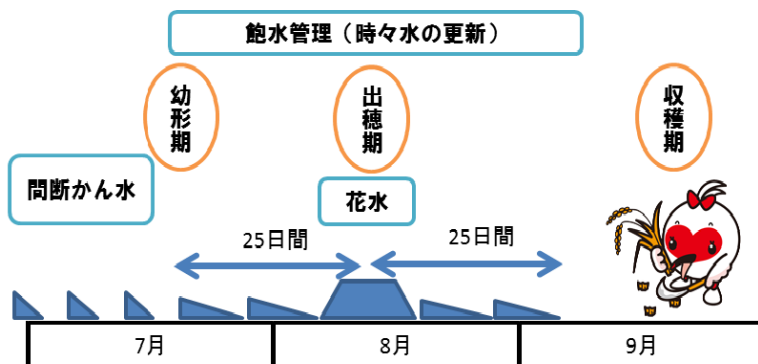 飽水管理（時々水の更新）
幼形期
出穂期
収穫期
間断かん水
花水
25日間
25日間
7月
8月
9月